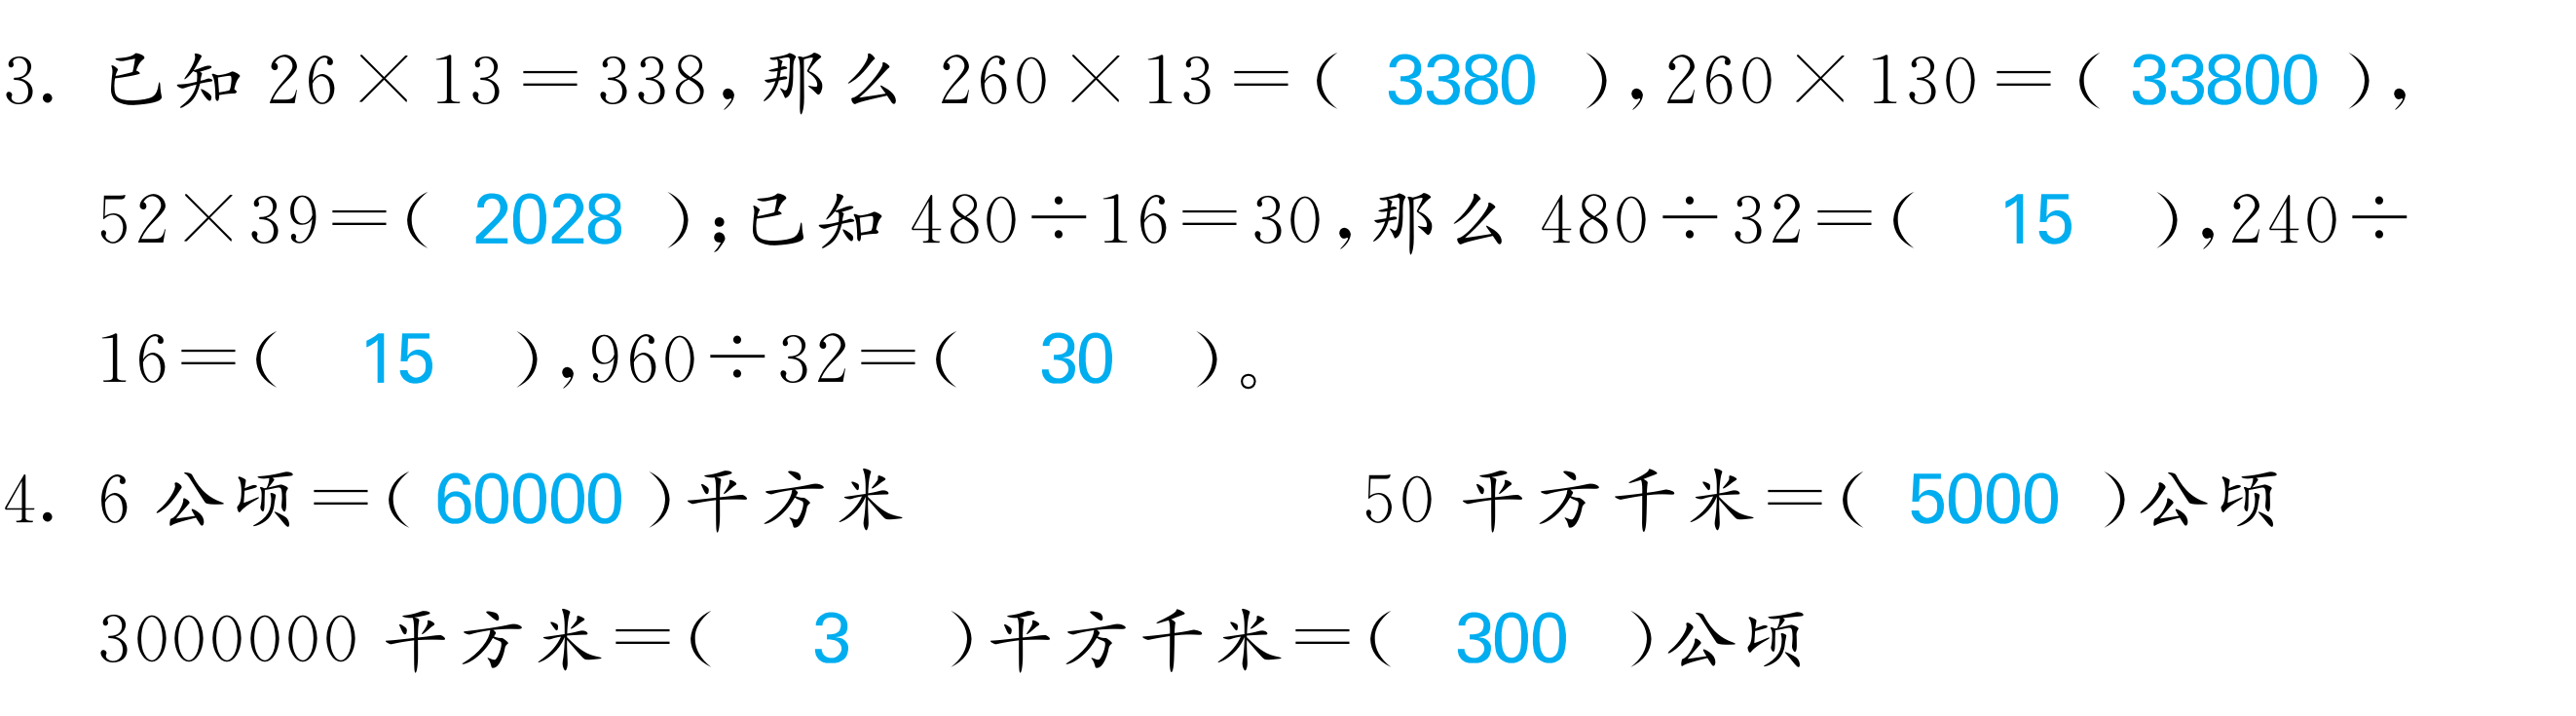 3. 已知 26×13=338,那么 260×13=( 3380 ),260×130=( 33800 ),
52×39=( 2028 );已知 480÷16=30,那么 480÷32=( 15 ),240÷
16=( 15 ),960÷32=( 30 )。
4. 6 公顷=( 60000 )平方米 50 平方千米=( 5000 )公顷
3000000 平方米=( 3 )平方千米=( 300 )公顷